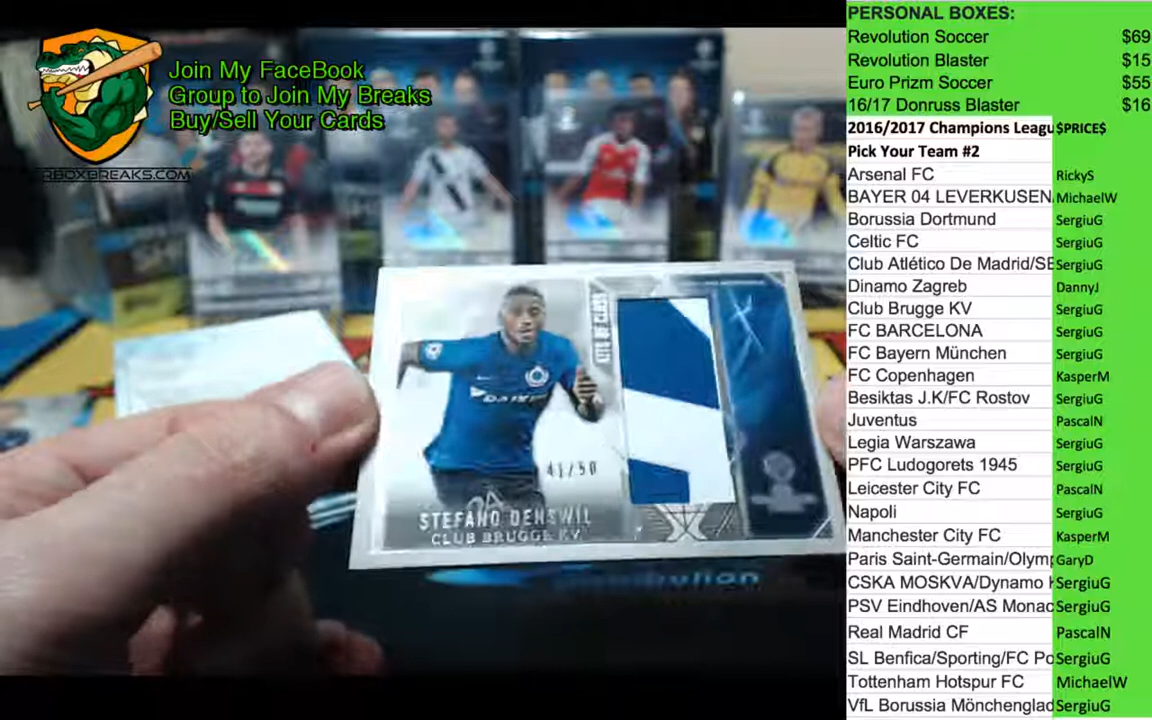 Join My FaceBook
Group to Join My Breaks
Buy/Sell Your Cards
RBOXBREAKS.COM
KITS OF CLASS
41/50
STEFANO DENSWIL
CLUB BRUGGE KV
PERSONAL BOXES:
Revolution Soccer $69
Revolution Blaster $15
Euro Prizm Soccer $55
16/17 Donruss Blaster $16
2016/2017 Champions Leagu $PRICE$
Pick Your Team #2
Arsenal FC RickyS
BAYER 04 LEVERKUSEN MichaelW
Borussia Dortmund SergiuG
Celtic FC SergiuG
Club Atlético De Madrid/SE SergiuG
Dinamo Zagreb DannyJ
Club Brugge KV SergiuG
FC BARCELONA SergiuG
FC Bayern München SergiuG
FC Copenhagen KasperM
Besiktas J.K/FC Rostov SergiuG
Juventus PascalN
Legia Warszawa SergiuG
PFC Ludogorets 1945 SergiuG
Leicester City FC PascalN
Napoli SergiuG
Manchester City FC KasperM
Paris Saint-Germain/Olymp GaryD
CSKA MOSKVA/Dynamo SergiuG
PSV Eindhoven/AS Monac SergiuG
Real Madrid CF PascalN
SL Benfica/Sporting/FC Po SergiuG
Tottenham Hotspur FC MichaelW
VfL Borussia Mönchenglad SergiuG